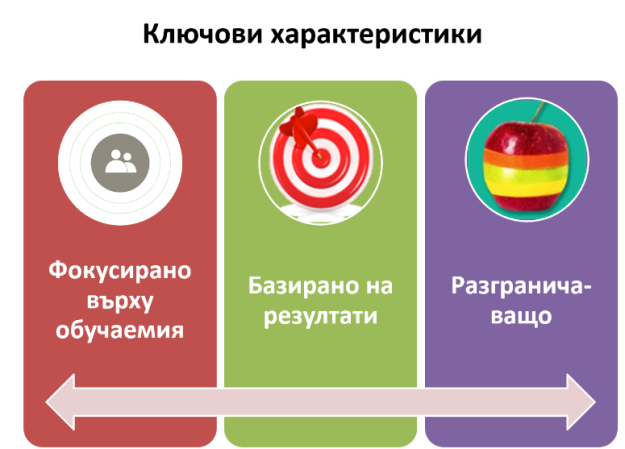 Ключови характеристики
Фокусирано
върху
обучаемия
Базирано на
резултати
Разгранича-
ващо